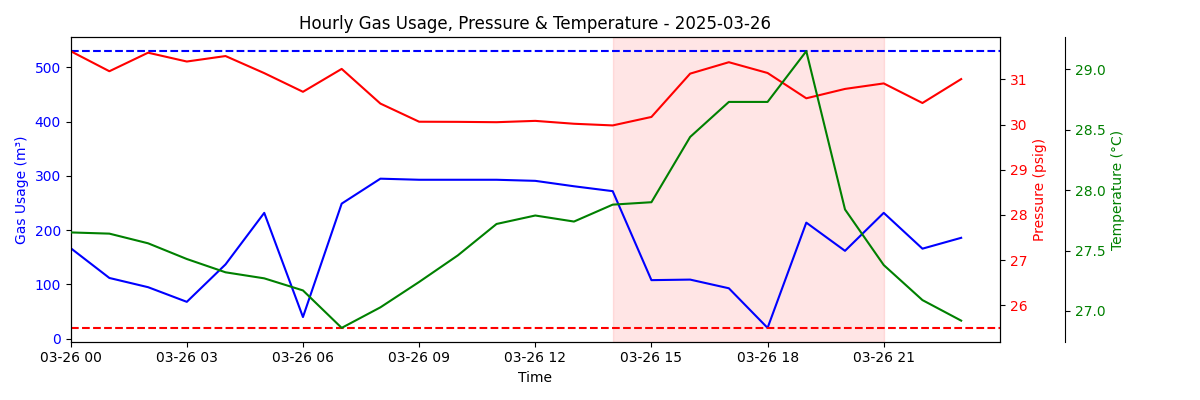 Hourly Gas Usage, Pressure & Temperature - 2025-03-26
Gas Usage (m³)
500
400
300
200
100
0
31
30
29
28
27
26
Pressure (psig)
29.0
28.5
28.0
27.5
27.0
Temperature (°C)
03-26 00 03-26 03 03-26 06 03-26 09 03-26 12 03-26 15 03-26 18 03-26 21
Time